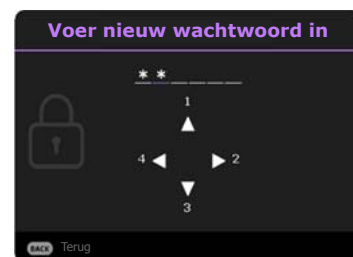 Voer nieuw wachtwoord in
* * _ _ _ _
1
4 ◀ ▶ 2
3
BACK Terug